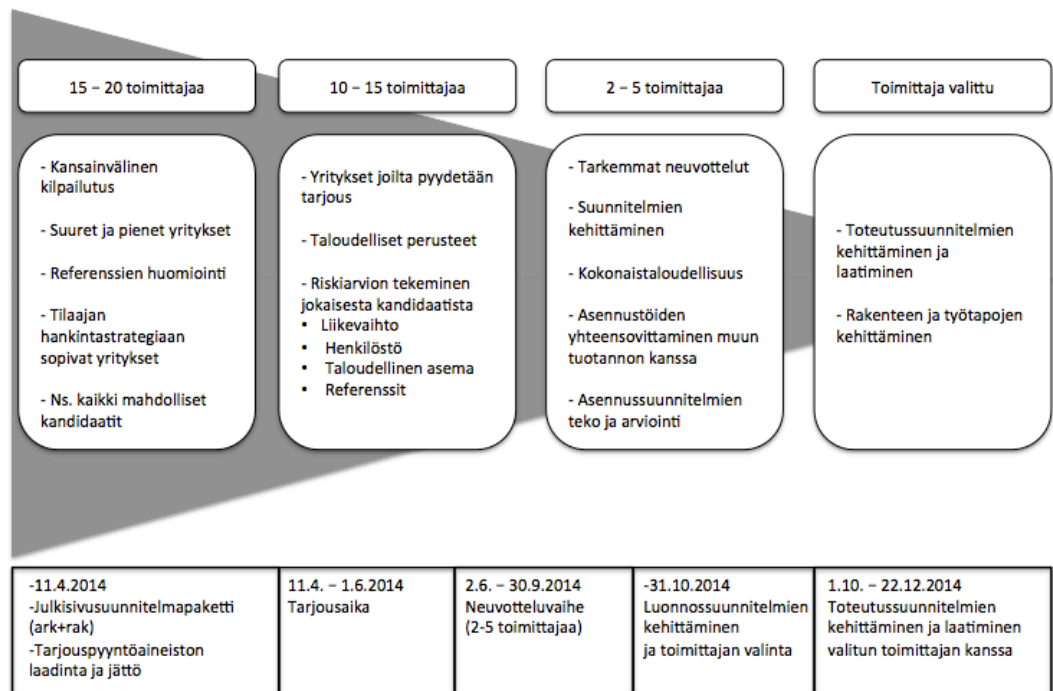 15 – 20 toimittajaa
10 – 15 toimittajaa
2 – 5 toimittajaa
Toimittaja valittu
- Kansainvälinen
kilpailutus
- Suuret ja pienet yritykset
- Referenssien huomiointi
- Tilaajan
hankintastrategiaan
sopivat yritykset
- Ns. kaikki mahdolliset
kandidaatit
- Yritykset joilta pyydetään
tarjous
- Taloudelliset perusteet
- Riskiarvion tekeminen
jokaisesta kandidaatista
• Liikevaihto
• Henkilöstö
• Taloudellinen asema
• Referenssit
- Tarkemmat neuvottelut
- Suunnitelmien
kehittäminen
- Kokonaistaloudellisuus
- Asennustöiden
yhteensovittaminen muun
tuotannon kanssa
- Asennussuunnitelmien
teko ja arviointi
- Toteutussuunnitelmien
kehittäminen ja
laatiminen
- Rakenteen ja työtapojen
kehittäminen
-11.4.2014
-Julkisivusuunnitelmapaketti
(ark+rak)
-Tarjouspyyntöaineiston
laadinta ja jättö
11.4. – 1.6.2014
Tarjousaika
2.6. – 30.9.2014
Neuvotteluvaihe
(2-5 toimittajaa)
-31.10.2014
Luonnossuunnitelmien
kehittäminen
ja toimittajan valinta
1.10. – 22.12.2014
Toteutussuunnitelmien
kehittäminen ja laatiminen
valitun toimittajan kanssa